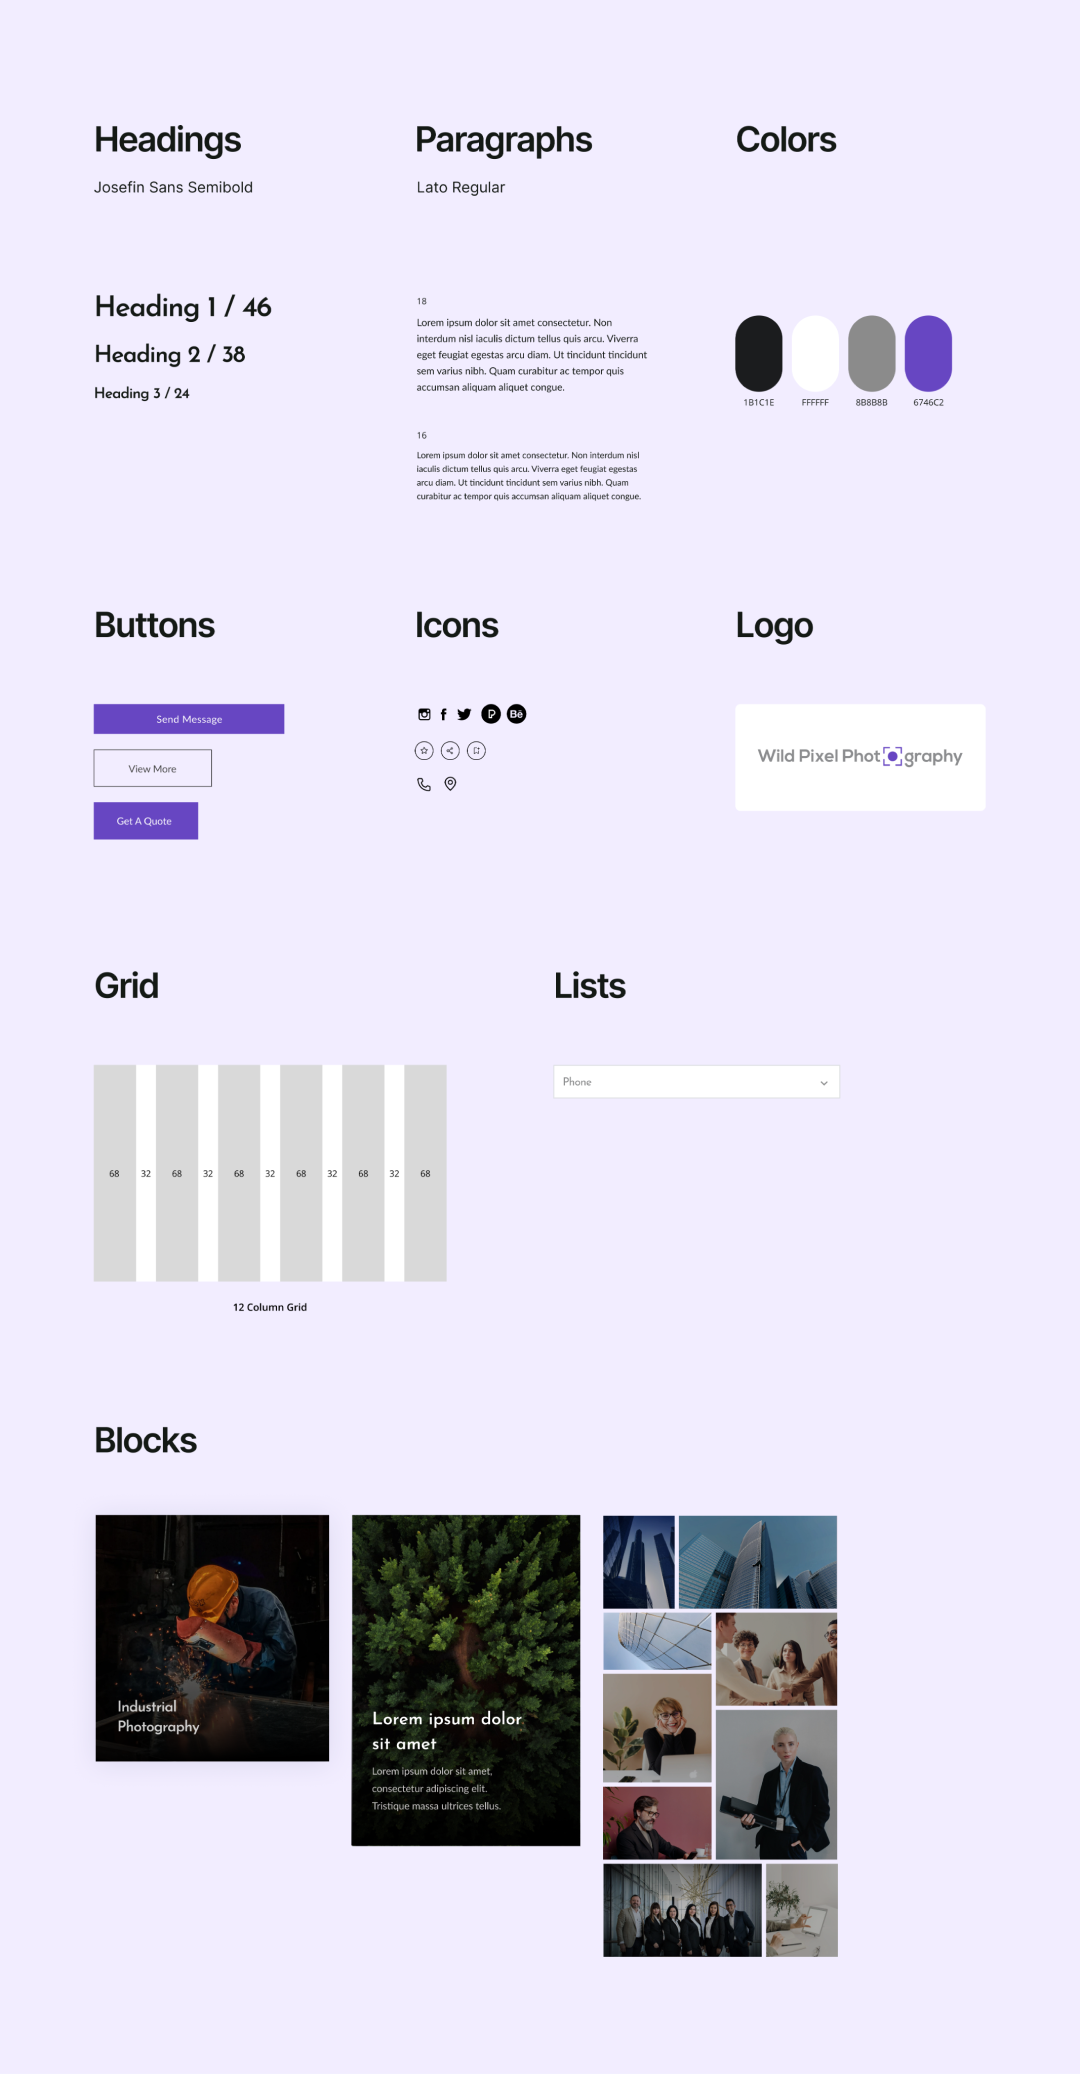 Headings
Josefin Sans Semibold
Paragraphs
Lato Regular
Colors
Heading 1 / 46
Heading 2 / 38
Heading 3 / 24
18
Lorem ipsum dolor sit amet consectetur. Non
interdum nisl iaculis dictum tellus quis arcu. Viverra
eget feugiat egestas arcu diam. Ut tincidunt tincidunt
sem varius nibh. Quam curabitur ac tempor quis
accumsan aliquam aliquet congue.
16
Lorem ipsum dolor sit amet consectetur. Non interdum nisl
iaculis dictum tellus quis arcu. Viverra eget feugiat egestas
arcu diam. Ut tincidunt tincidunt sem varius nibh. Quam
curabitur ac tempor quis accumsan aliquam aliquet congue.
1B1C1E
FFFFFF
8B8B8B
6746C2
Buttons
Send Message
View More
Get A Quote
Icons
Bē
Logo
Wild Pixel Photography
Grid
68 32 68 32 68 32 68 32 68 32 68
12 Column Grid
Lists
Phone
Blocks
Industrial
Photography
Lorem ipsum dolor
sit amet
Lorem ipsum dolor sit amet,
consectetur adipiscing elit.
Tristique massa ultrices tellus.